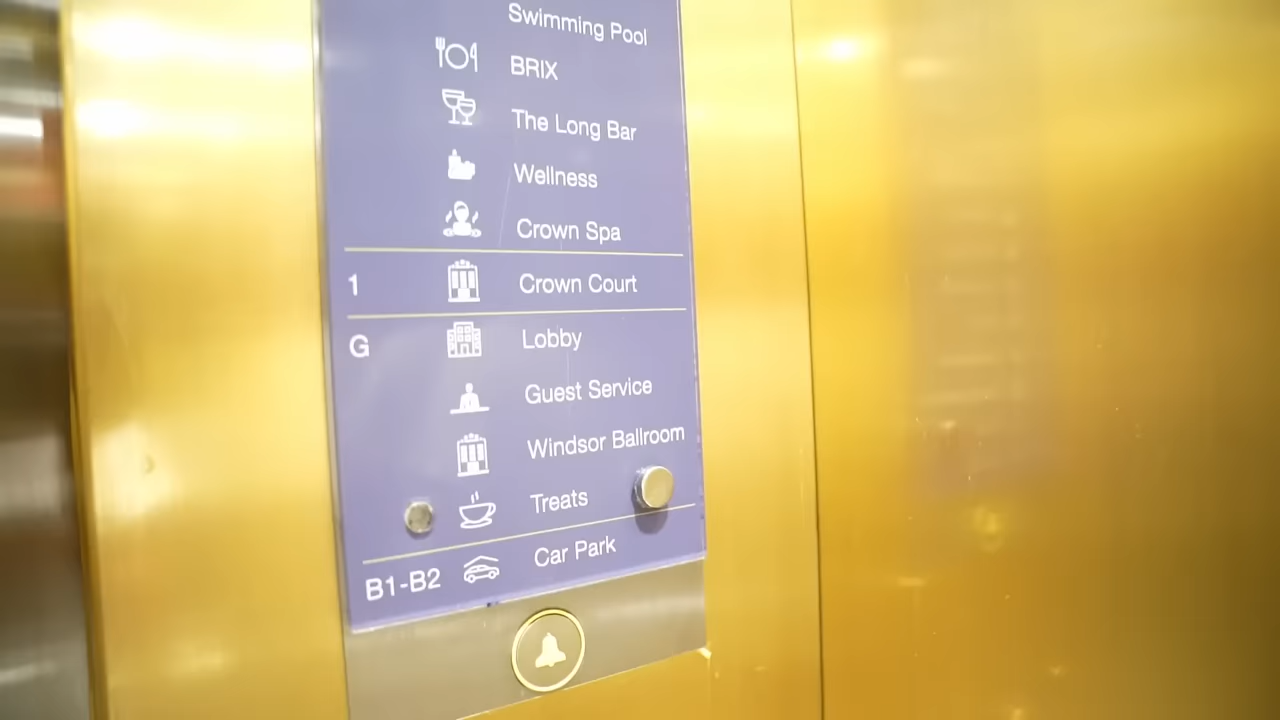 Swimming Pool
BRIX
The Long Bar
Wellness
Crown Spa
1 Crown Court
G Lobby
Guest Service
Windsor Ballroom
Treats
B1-B2 Car Park